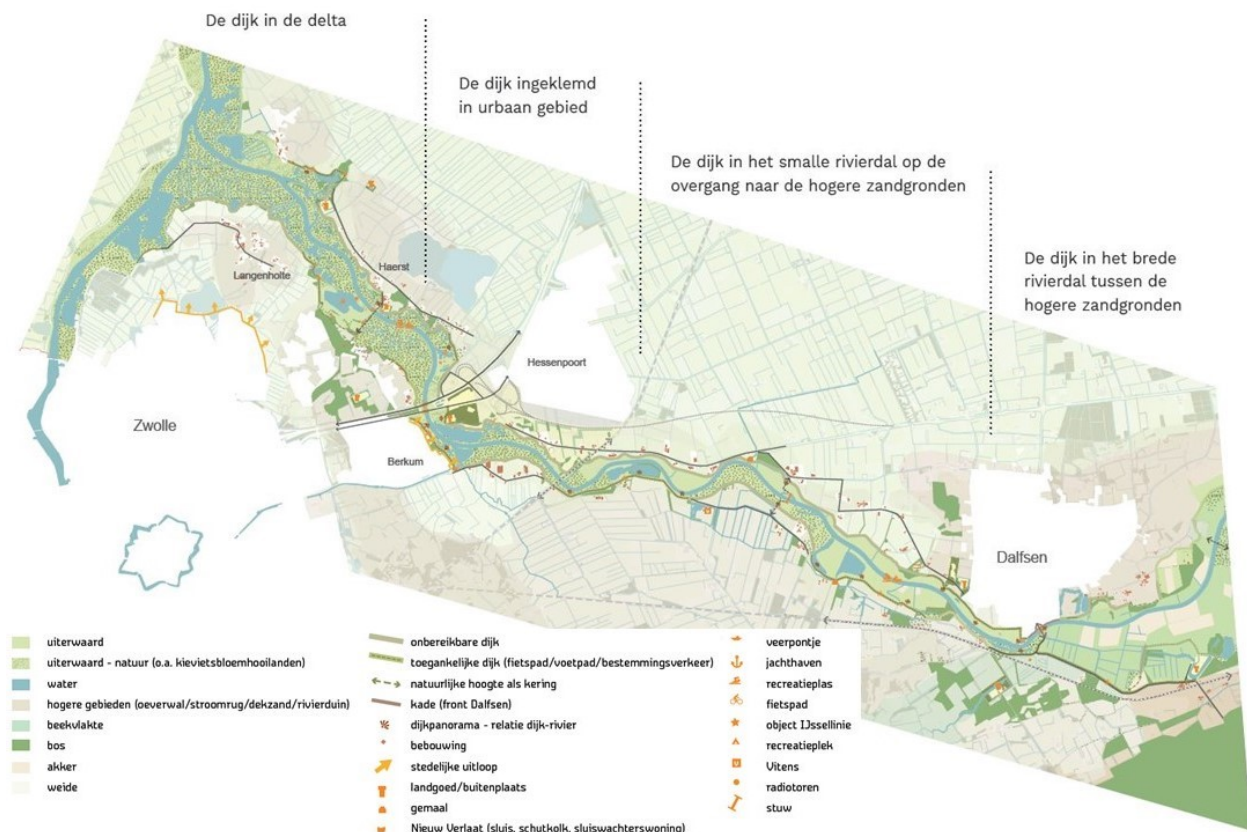 De dijk in de delta
De dijk ingeklemd
in urbaan gebied
De dijk in het smalle rivierdal op de
overgang naar de hogere zandgronden
De dijk in het brede
rivierdal tussen de
hogere zandgronden
Langenholte
Haerst
Hessenpoort
Zwolle
Berkum
Dalfsen
uiterwaard
uiterwaard - natuur (o.a. kievietsbloemhooilanden)
water
hogere gebieden (oeverwal/stroomrug/dekzand/rivierduin)
beekvlakte
bos
akker
weide
onbereikbare dijk
toegankelijke dijk (fietspad/voetpad/bestemmingsverkeer)
natuurlijke hoogte als kering
kade (front Dalfsen)
dijkpanorama - relatie dijk-rivier
bebouwing
stedelijke uitloop
landgoed/buitenplaats
gemaal
Nieuw Verlaat (sluis, schutkolk, sluiswachterswoning)
veerpontje
jachthaven
recreatieplas
fietspad
object IJssellinie
recreatieplek
Vitens
radiotoren
stuw